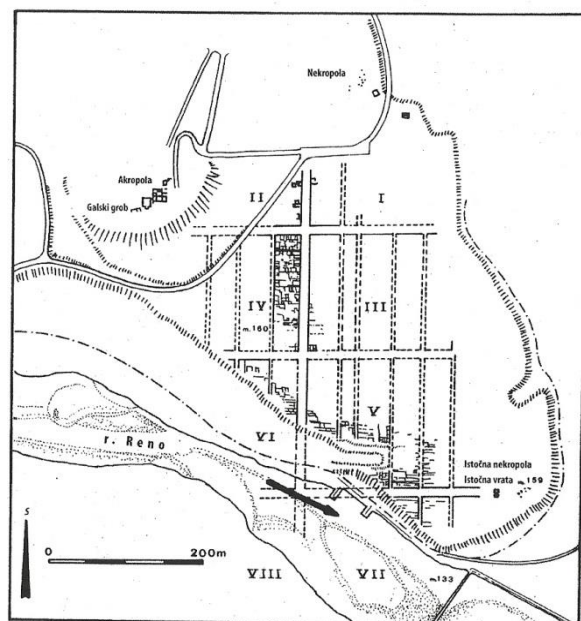 Nekropola
Akropola
Galski grob
II
I
IV
III
m.160
V
r. Reno
VI
Istočna nekropola
Istočna vrata
m.159
S
0
200m
VIII
VII
m.133